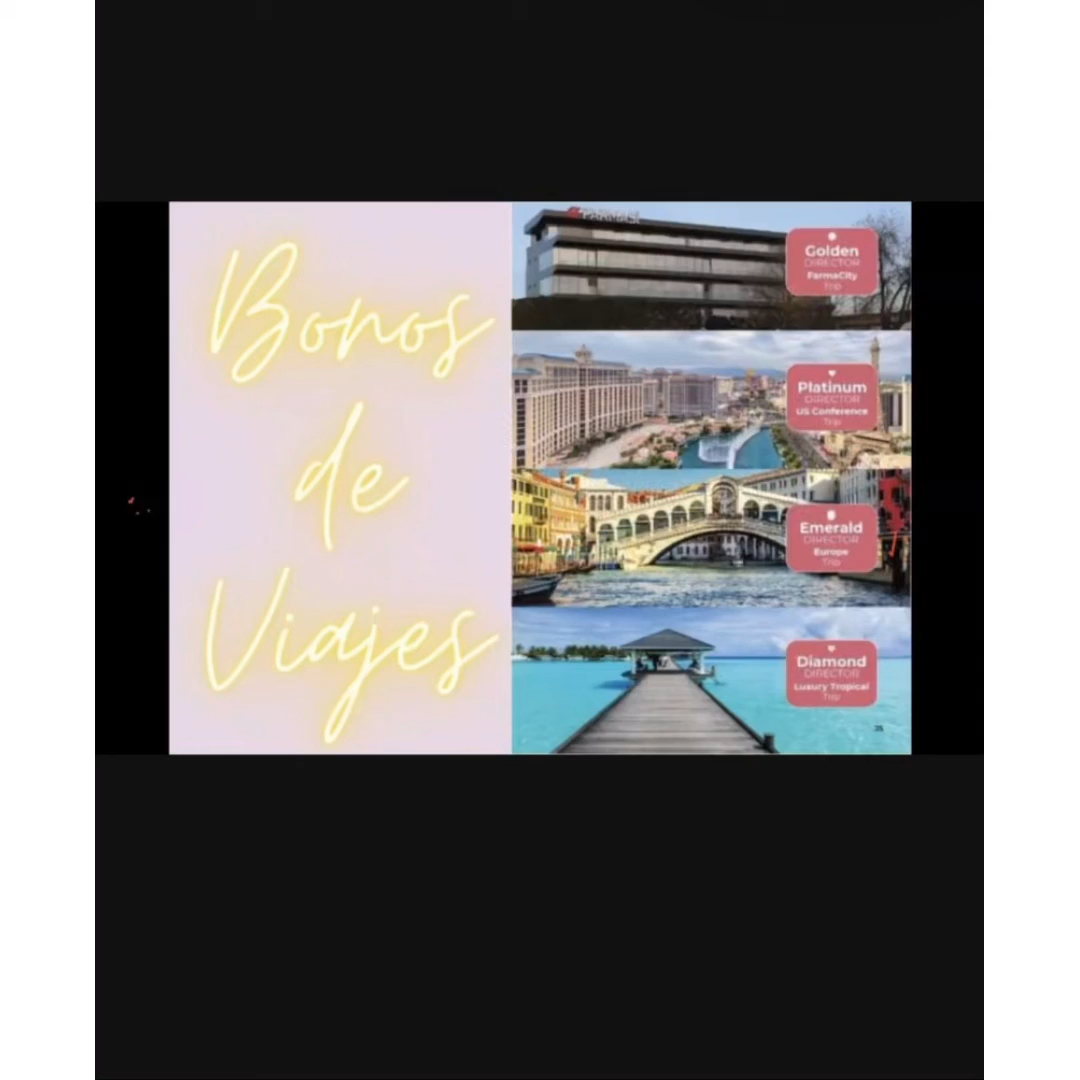 Bonos
de
Viajes
FARMASi
Golden
DIRECTOR
FarmaCity
Trip
Platinum
DIRECTOR
US Conference
Trip
Emerald
DIRECTOR
Europe
Trip
Diamond
DIRECTOR
Luxury Tropical
Trip